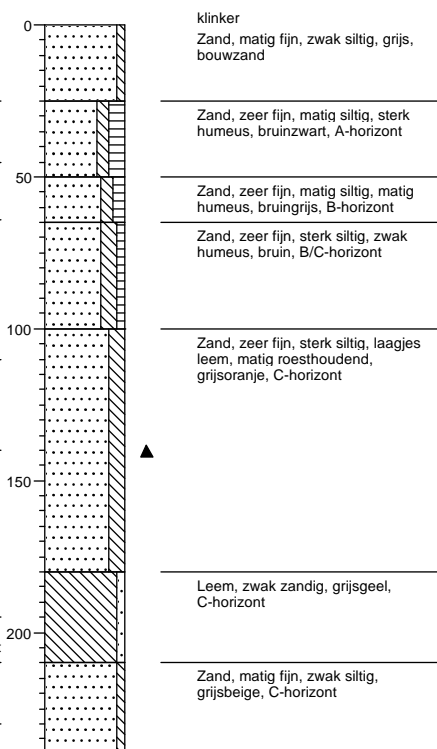 klinker
0
Zand, matig fijn, zwak siltig, grijs,
bouwzand
Zand, zeer fijn, matig siltig, sterk
humeus, bruinzwart, A-horizont
50
Zand, zeer fijn, matig siltig, matig
humeus, bruingrijs, B-horizont
Zand, zeer fijn, sterk siltig, zwak
humeus, bruin, B/C-horizont
100
Zand, zeer fijn, sterk siltig, laagjes
leem, matig roesthoudend,
grijsoranje, C-horizont
150
Leem, zwak zandig, grijsgeel,
C-horizont
200
Zand, matig fijn, zwak siltig,
grijsbeige, C-horizont